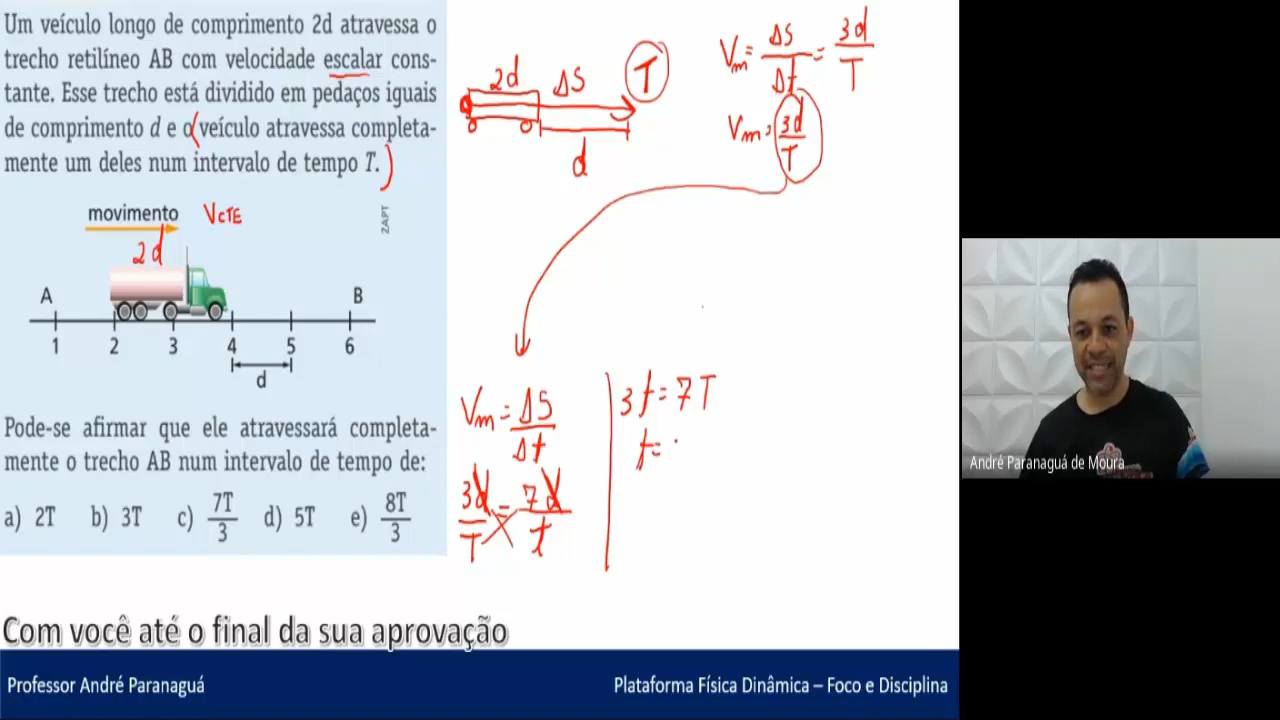 Um veículo longo de comprimento 2d atravessa o
trecho retilíneo AB com velocidade escalar cons-
tante. Esse trecho está dividido em pedaços iguais
de comprimento d e o veículo atravessa completa-
mente um deles num intervalo de tempo T.
movimento VCTE
2d
ZAPT
A B
1 2 3 4 5 6
d
Pode-se afirmar que ele atravessará completa-
mente o trecho AB num intervalo de tempo de:
a) 2T b) 3T c) 7T/3 d) 5T e) 8T/3
2d ΔS T
d
Vm = ΔS/Δt = 3d/T
Vm = 3d/T
Vm = ΔS/Δt
3d/T = 7d/t
3t = 7T
t =
André Paranaguá de Moura
Com você até o final da sua aprovação
Professor André Paranaguá
Plataforma Física Dinâmica – Foco e Disciplina